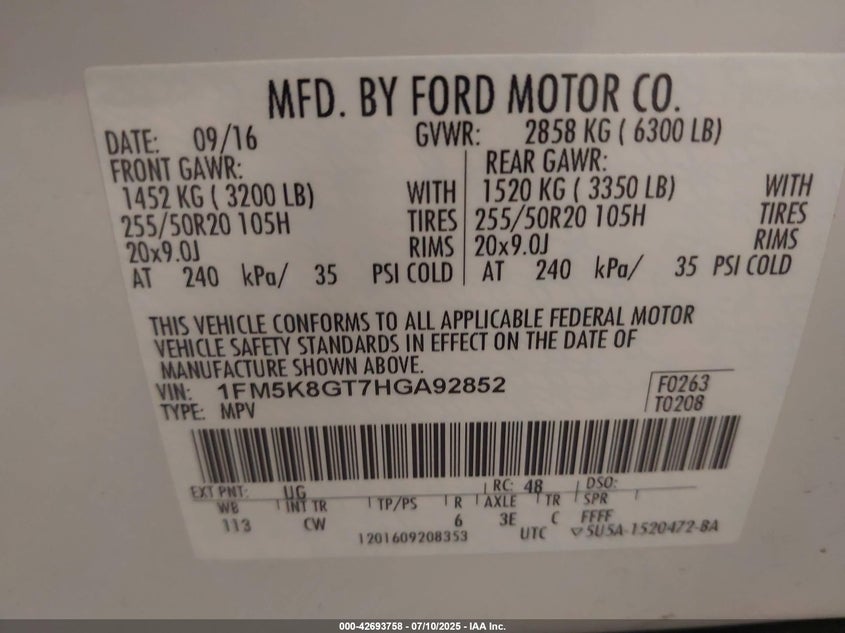 MFD. BY FORD MOTOR CO.
DATE: 09/16 GVWR: 2858 KG ( 6300 LB)
FRONT GAWR: REAR GAWR:
1452 KG ( 3200 LB) WITH 1520 KG ( 3350 LB) WITH
255/50R20 105H TIRES 255/50R20 105H TIRES
20x9.0J RIMS 20x9.0J RIMS
AT 240 kPa/ 35 PSI COLD AT 240 kPa/ 35 PSI COLD
THIS VEHICLE CONFORMS TO ALL APPLICABLE FEDERAL MOTOR
VEHICLE SAFETY STANDARDS IN EFFECT ON THE DATE OF
MANUFACTURE SHOWN ABOVE.
VIN: 1FM5K8GT7HGA92852 F0263
TYPE: MPV T0208
EXT PNT: UG RC: 48 DSO:
WB INT TR TP/PS R AXLE TR SPR
113 CW 6 3E C FFFF
1201609208353 UTC ▽5U5A-1520472-BA
000-42693758 - 07/10/2025 - IAA Inc.